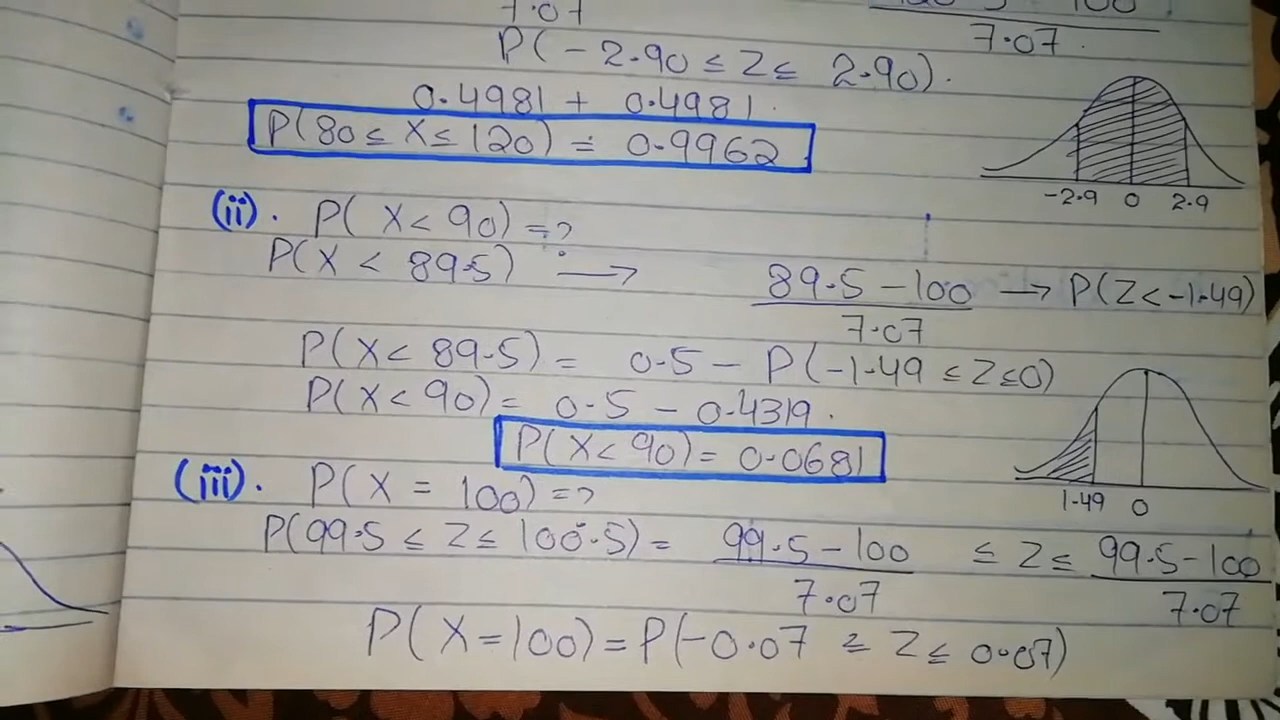 7.07
100
7.07.
P(-2.90 ≤ Z ≤ 2.90).
0.4981 + 0.4981.
P(80 ≤ X ≤ 120) = 0.9962
-2.9 0 2.9
(ii). P(X < 90) = ?
P(X < 89.5) → 89.5 - 100 → P(Z < -1.49)
7.07
P(X < 89.5) = 0.5 - P(-1.49 ≤ Z ≤ 0)
P(X < 90) = 0.5 - 0.4319.
P(X < 90) = 0.0681
1.49 0
(iii). P(X = 100) = ?
P(99.5 ≤ Z ≤ 100.5) = 99.5 - 100 ≤ Z ≤ 99.5 - 100
7.07 7.07
P(X = 100) = P(-0.07 ≥ Z ≤ 0.07)